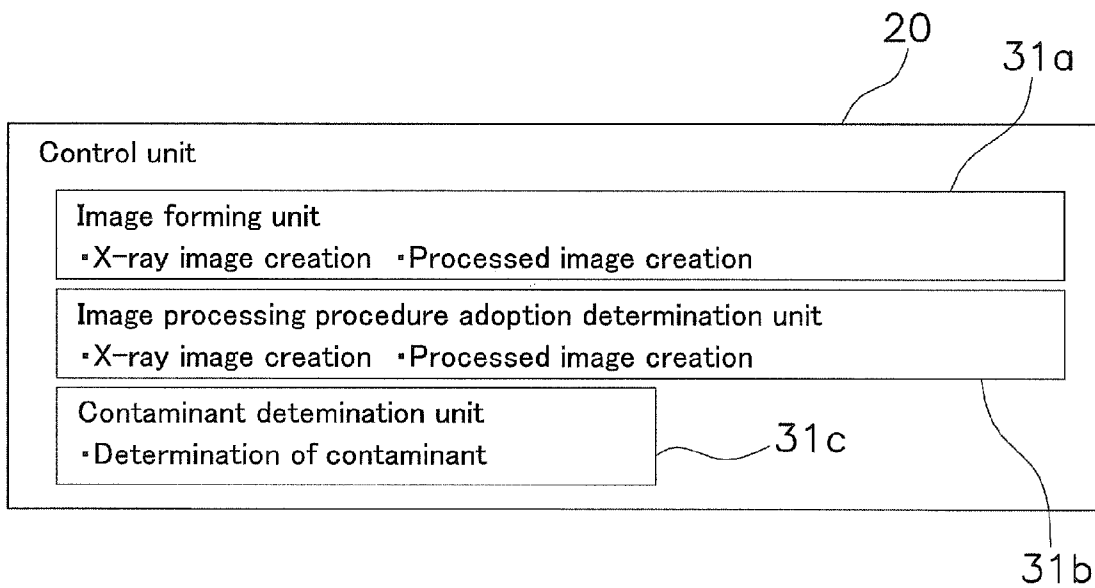 20
31a
Control unit
Image forming unit
・X-ray image creation ・Processed image creation
Image processing procedure adoption determination unit
・X-ray image creation ・Processed image creation
Contaminant detemination unit
・Determination of contaminant
31c
31b